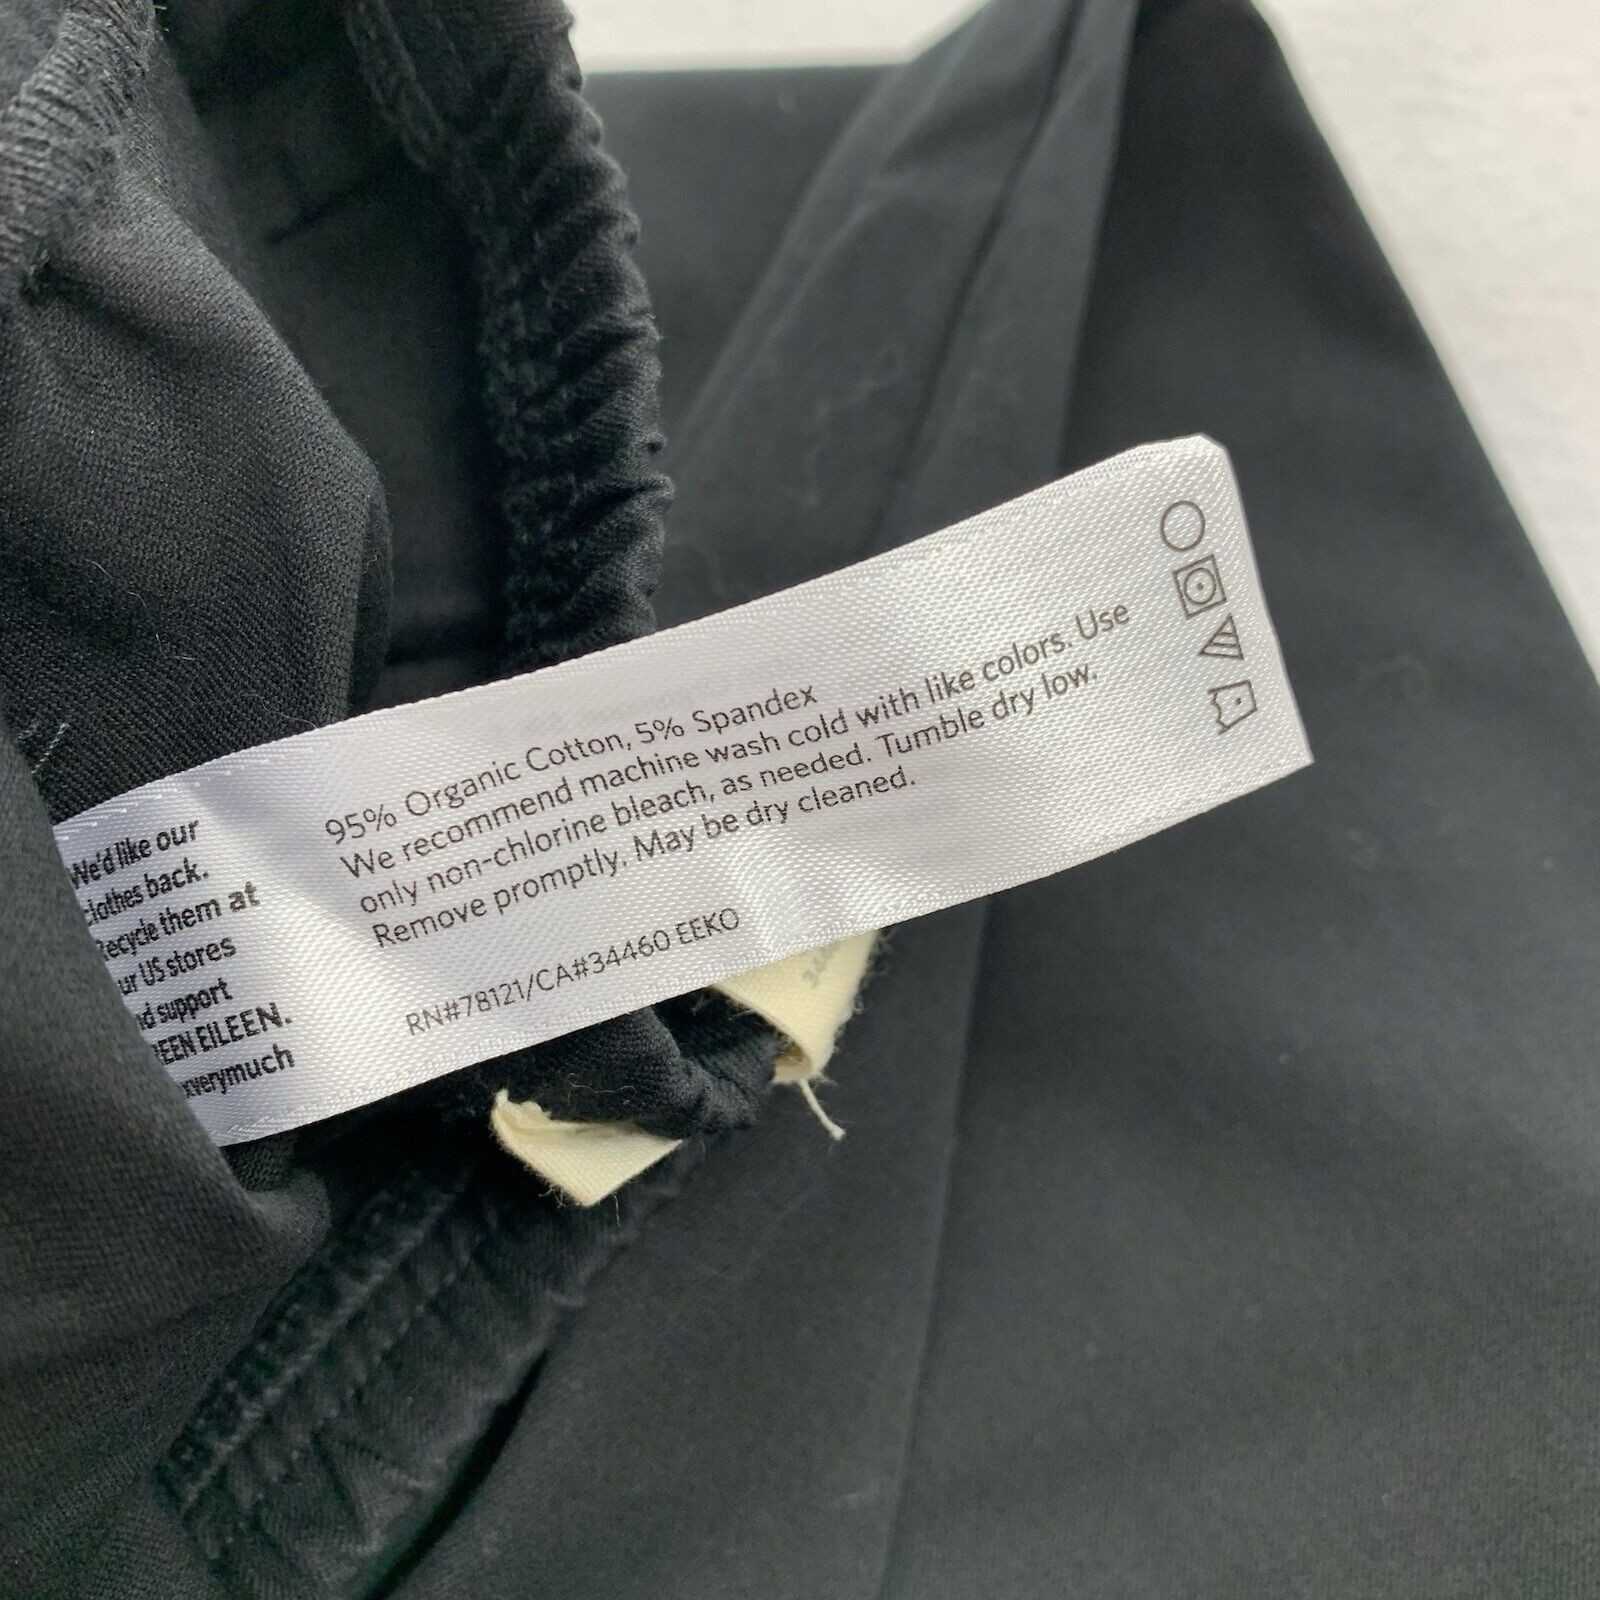 95% Organic Cotton, 5% Spandex
We recommend machine wash cold with like colors. Use
only non-chlorine bleach, as needed. Tumble dry low.
Remove promptly. May be dry cleaned.
RN#78121/CA#34460 EEKO
We'd like our
clothes back.
Recycle them at
our US stores
and support
EILEEN.